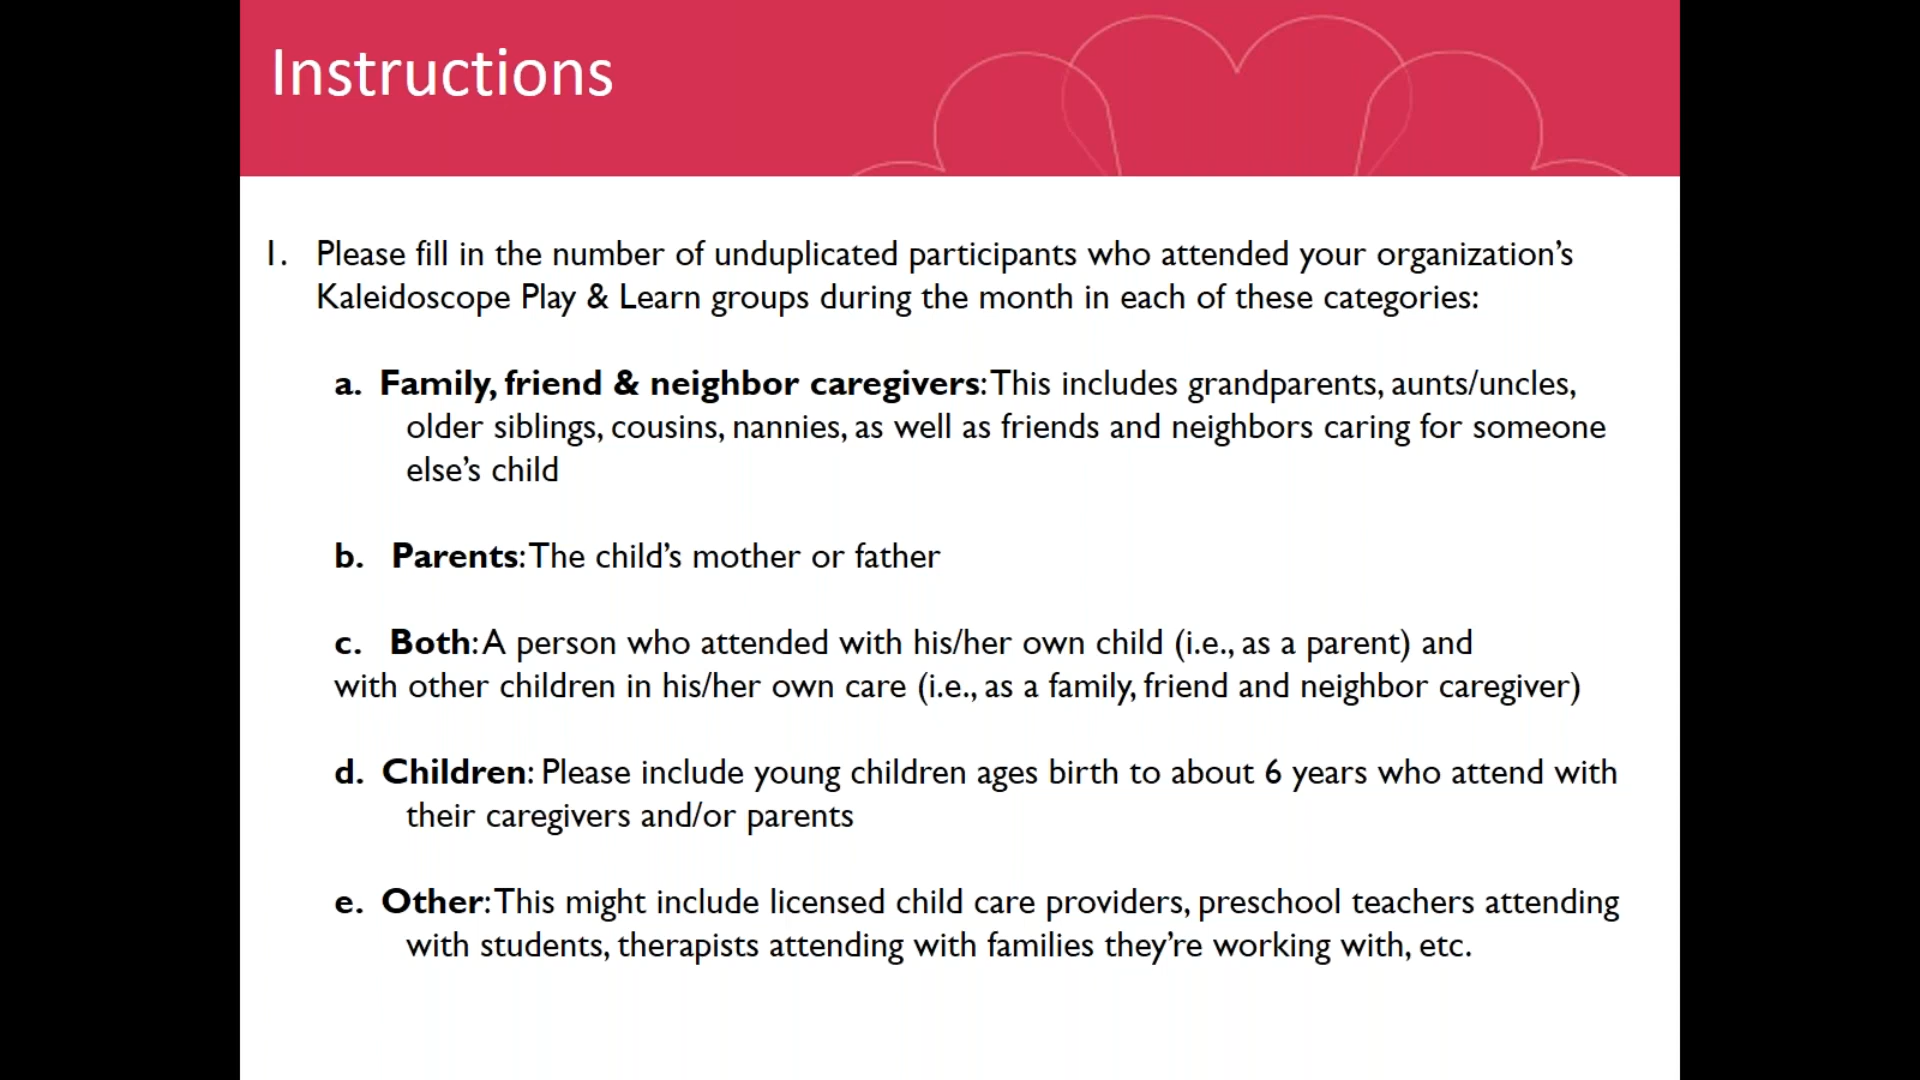 Instructions
1. Please fill in the number of unduplicated participants who attended your organization’s
Kaleidoscope Play & Learn groups during the month in each of these categories:
a. Family, friend & neighbor caregivers: This includes grandparents, aunts/uncles,
older siblings, cousins, nannies, as well as friends and neighbors caring for someone
else’s child
b. Parents: The child’s mother or father
c. Both: A person who attended with his/her own child (i.e., as a parent) and
with other children in his/her own care (i.e., as a family, friend and neighbor caregiver)
d. Children: Please include young children ages birth to about 6 years who attend with
their caregivers and/or parents
e. Other: This might include licensed child care providers, preschool teachers attending
with students, therapists attending with families they’re working with, etc.